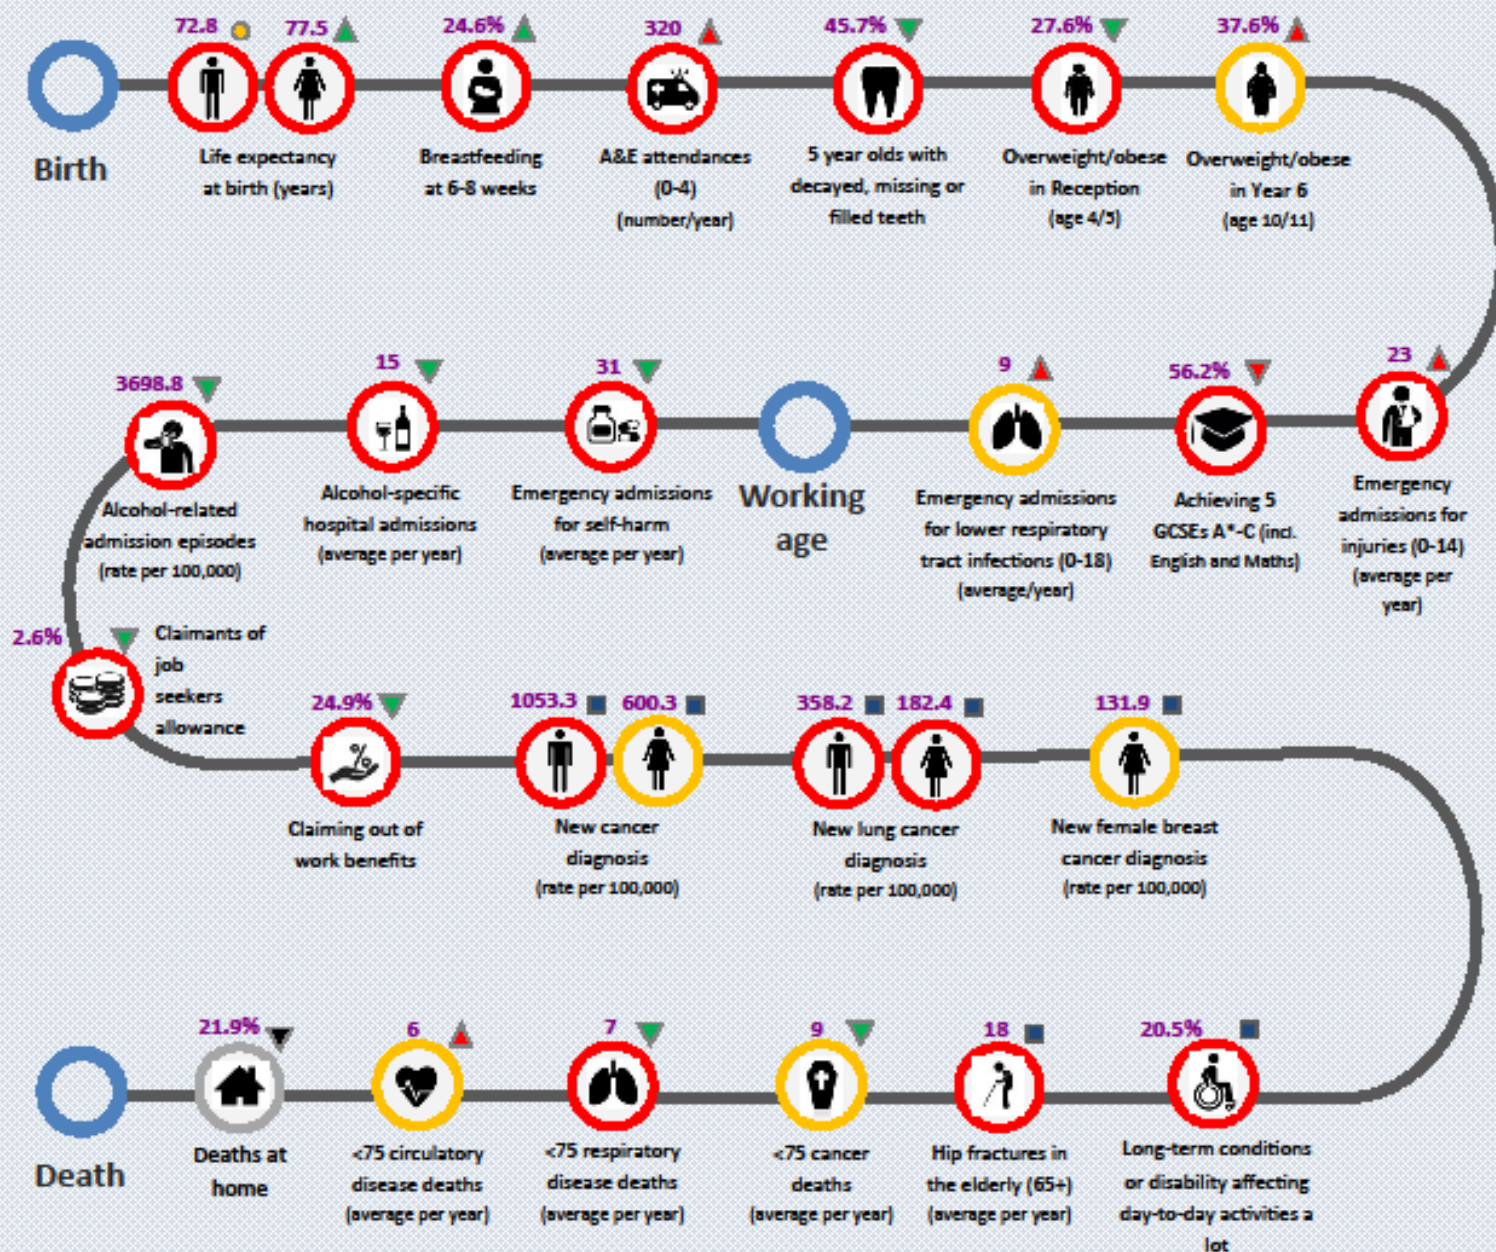 72.8
77.5
24.6%
320
45.7%
27.6%
37.6%
Birth
Life expectancy
at birth (years)
Breastfeeding
at 6-8 weeks
A&E attendances
(0-4)
(number/year)
5 year olds with
decayed, missing or
filled teeth
Overweight/obese
in Reception
(age 4/5)
Overweight/obese
in Year 6
(age 10/11)
3698.8
15
31
9
56.2%
23
Alcohol-related
admission episodes
(rate per 100,000)
Alcohol-specific
hospital admissions
(average per year)
Emergency admissions
for self-harm
(average per year)
Working
age
Emergency admissions
for lower respiratory
tract infections (0-18)
(average/year)
Achieving 5
GCSEs A*-C (incl.
English and Maths)
Emergency
admissions for
injuries (0-14)
(average per
year)
2.6%
Claimants of
job
seekers
allowance
24.9%
1053.3
600.3
358.2
182.4
131.9
%
Claiming out of
work benefits
New cancer
diagnosis
(rate per 100,000)
New lung cancer
diagnosis
(rate per 100,000)
New female breast
cancer diagnosis
(rate per 100,000)
21.9%
6
7
9
18
20.5%
Death
Deaths at
home
<75 circulatory
disease deaths
(average per year)
<75 respiratory
disease deaths
(average per year)
<75 cancer
deaths
(average per year)
Hip fractures in
the elderly (65+)
(average per year)
Long-term conditions
or disability affecting
day-to-day activities a
lot